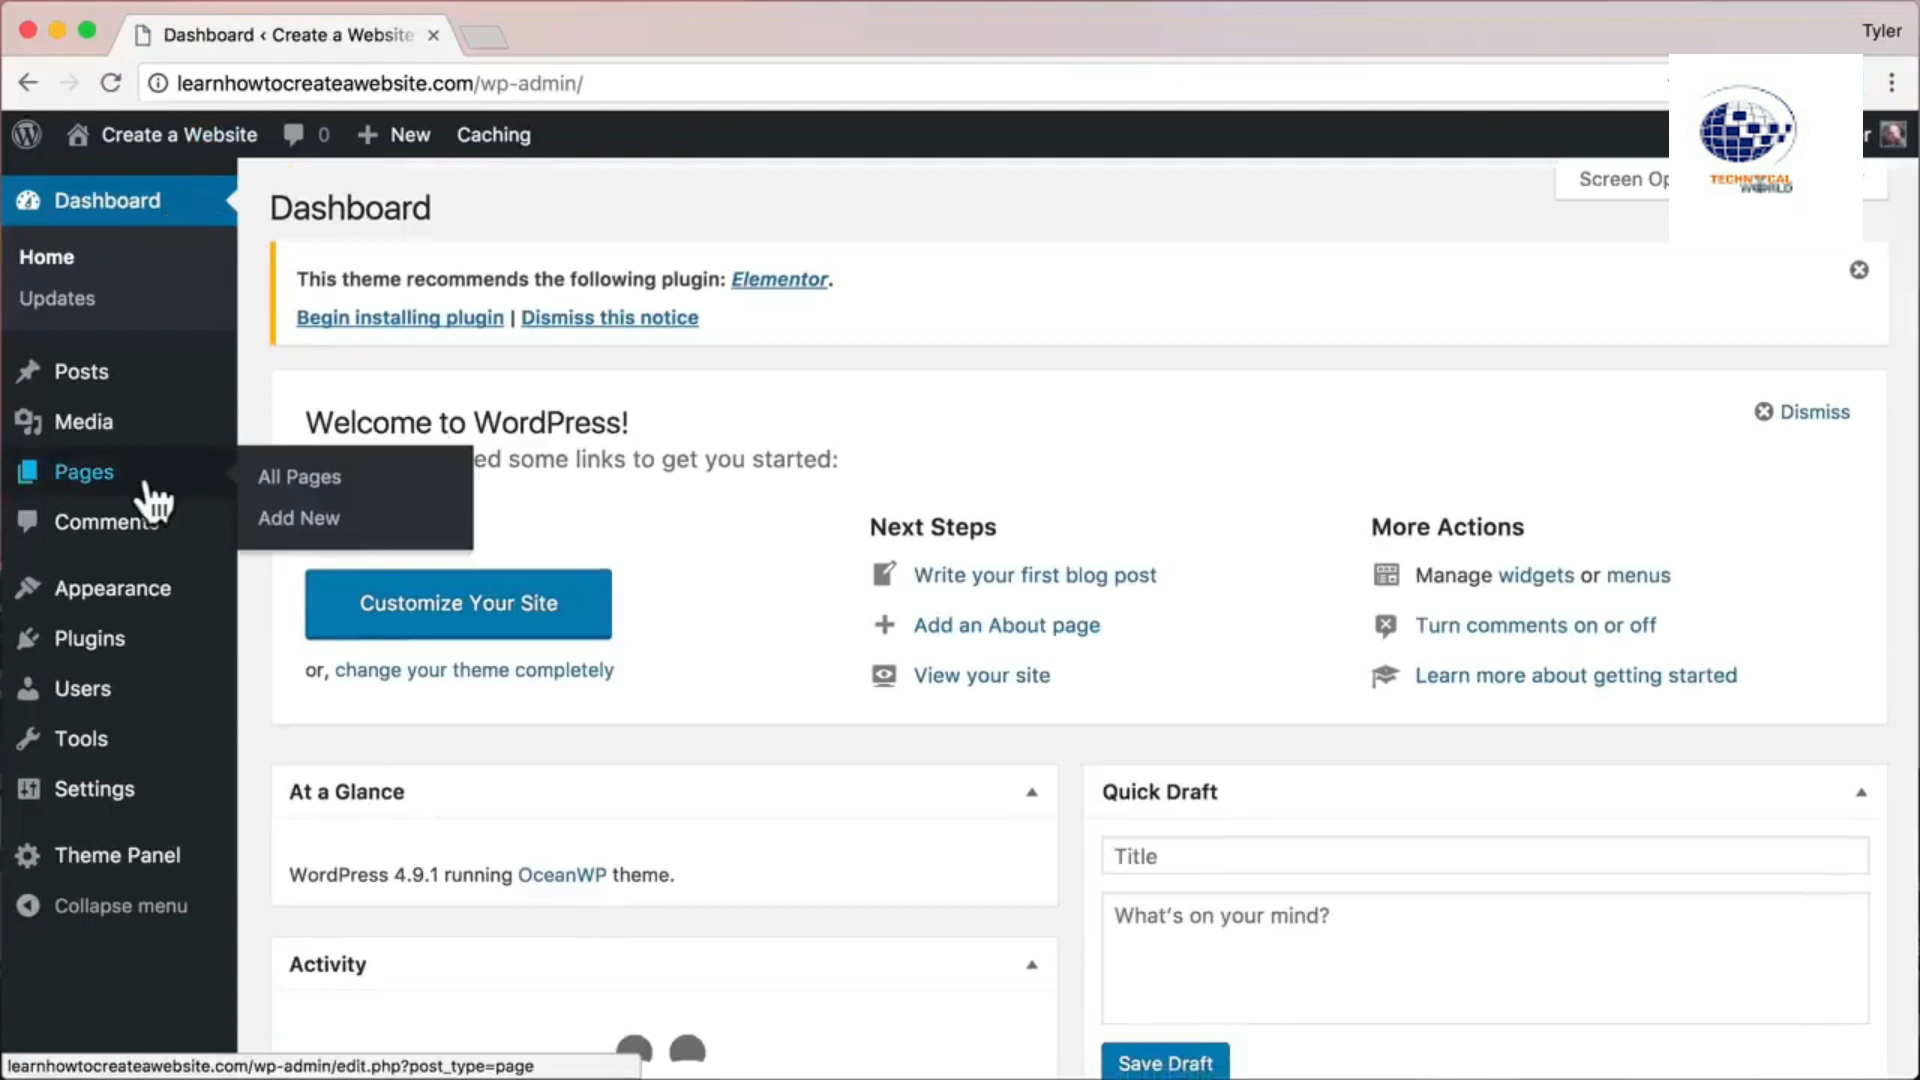 Dashboard ‹ Create a Website
Tyler
learnhowtocreateawebsite.com/wp-admin/
Create a Website
0
New
Caching
TECHNICAL
WORLD
Dashboard
Home
Updates
Posts
Media
Pages
Comments
Appearance
Plugins
Users
Tools
Settings
Theme Panel
Collapse menu
All Pages
Add New
Dashboard
Screen Op
This theme recommends the following plugin: Elementor.
Begin installing plugin | Dismiss this notice
Welcome to WordPress!
Dismiss
ed some links to get you started:
Customize Your Site
or, change your theme completely
Next Steps
Write your first blog post
Add an About page
View your site
More Actions
Manage widgets or menus
Turn comments on or off
Learn more about getting started
At a Glance
WordPress 4.9.1 running OceanWP theme.
Activity
Quick Draft
Title
What's on your mind?
Save Draft
learnhowtocreateawebsite.com/wp-admin/edit.php?post_type=page